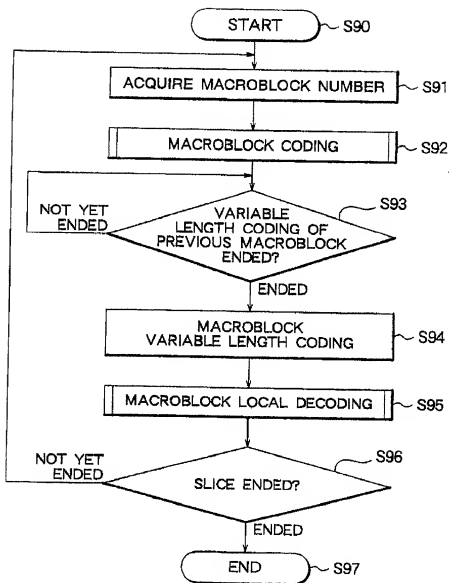 START
S90
ACQUIRE MACROBLOCK NUMBER
S91
MACROBLOCK CODING
S92
NOT YET
ENDED
VARIABLE
LENGTH CODING OF
PREVIOUS MACROBLOCK
ENDED?
S93
ENDED
MACROBLOCK
VARIABLE LENGTH CODING
S94
MACROBLOCK LOCAL DECODING
S95
NOT YET
ENDED
SLICE ENDED?
S96
ENDED
END
S97